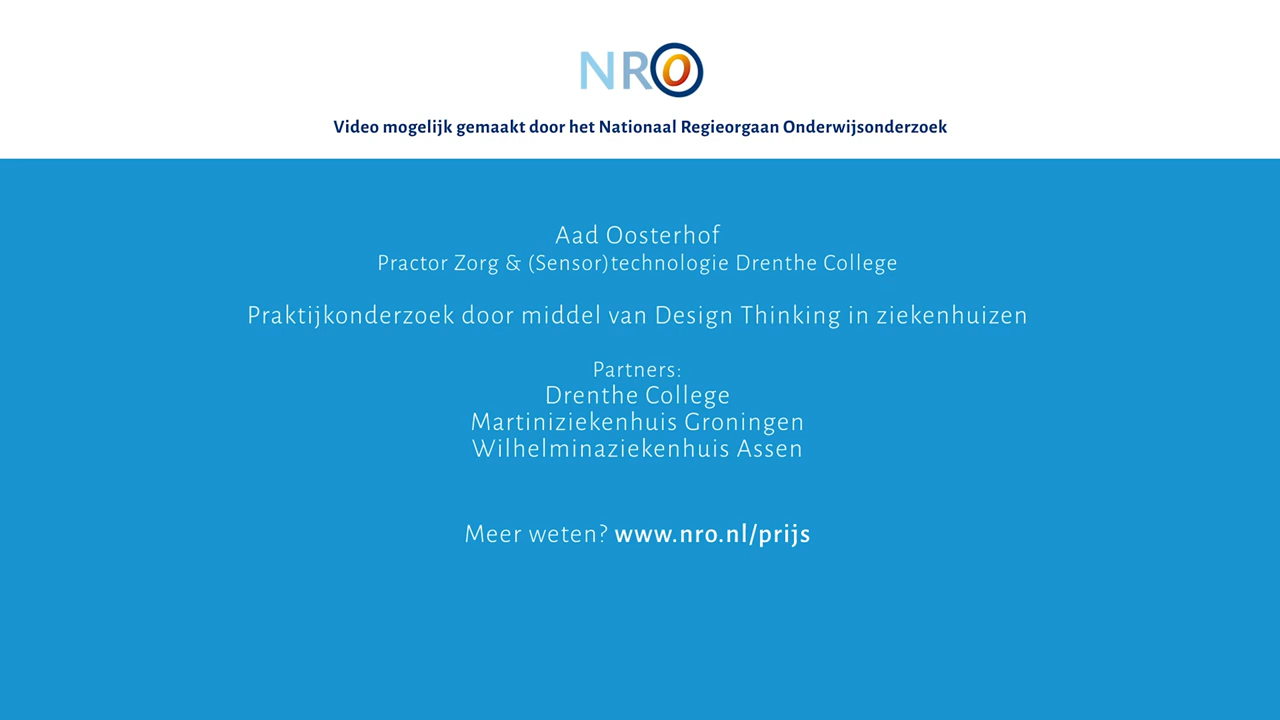 NRO
Video mogelijk gemaakt door het Nationaal Regieorgaan Onderwijsonderzoek
Aad Oosterhof
Practor Zorg & (Sensor)technologie Drenthe College
Praktijkonderzoek door middel van Design Thinking in ziekenhuizen
Partners:
Drenthe College
Martiniziekenhuis Groningen
Wilhelminaziekenhuis Assen
Meer weten? www.nro.nl/prijs